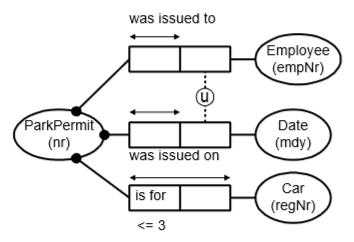 was issued to
Employee
(empNr)
u
ParkPermit
(nr)
Date
(mdy)
was issued on
is for
Car
(regNr)
<= 3